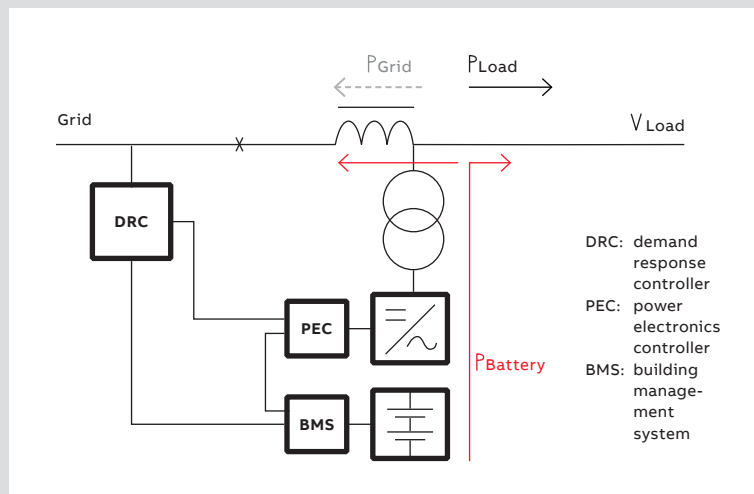 PGrid
PLoad
Grid
VLoad
DRC
PEC
BMS
PBattery
DRC: demand
response
controller
PEC: power
electronics
controller
BMS: building
manage-
ment
system